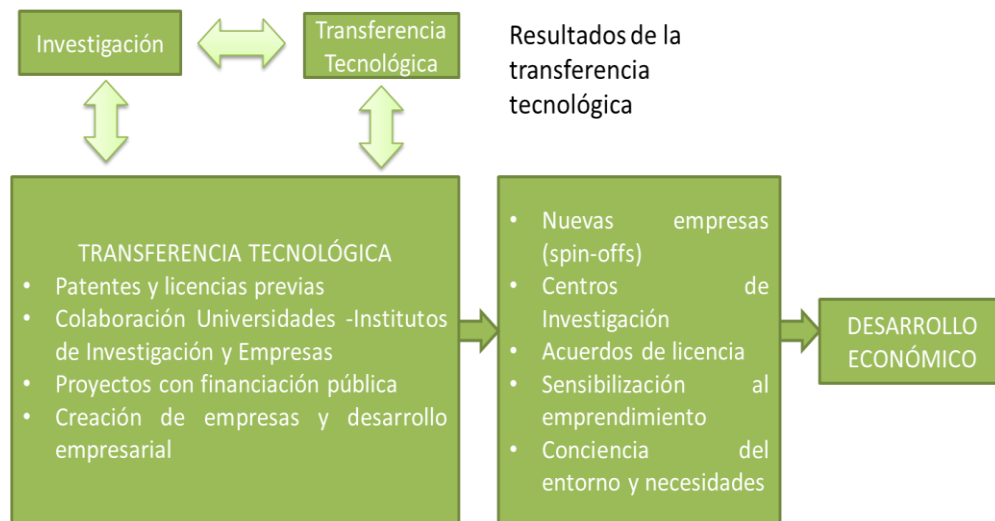 Investigación
Transferencia
Tecnológica
Resultados de la
transferencia
tecnológica
TRANSFERENCIA TECNOLÓGICA
• Patentes y licencias previas
• Colaboración Universidades -Institutos
de Investigación y Empresas
• Proyectos con financiación pública
• Creación de empresas y desarrollo
empresarial
• Nuevas empresas
(spin-offs)
• Centros de
Investigación
• Acuerdos de licencia
• Sensibilización al
emprendimiento
• Conciencia del
entorno y necesidades
DESARROLLO
ECONÓMICO